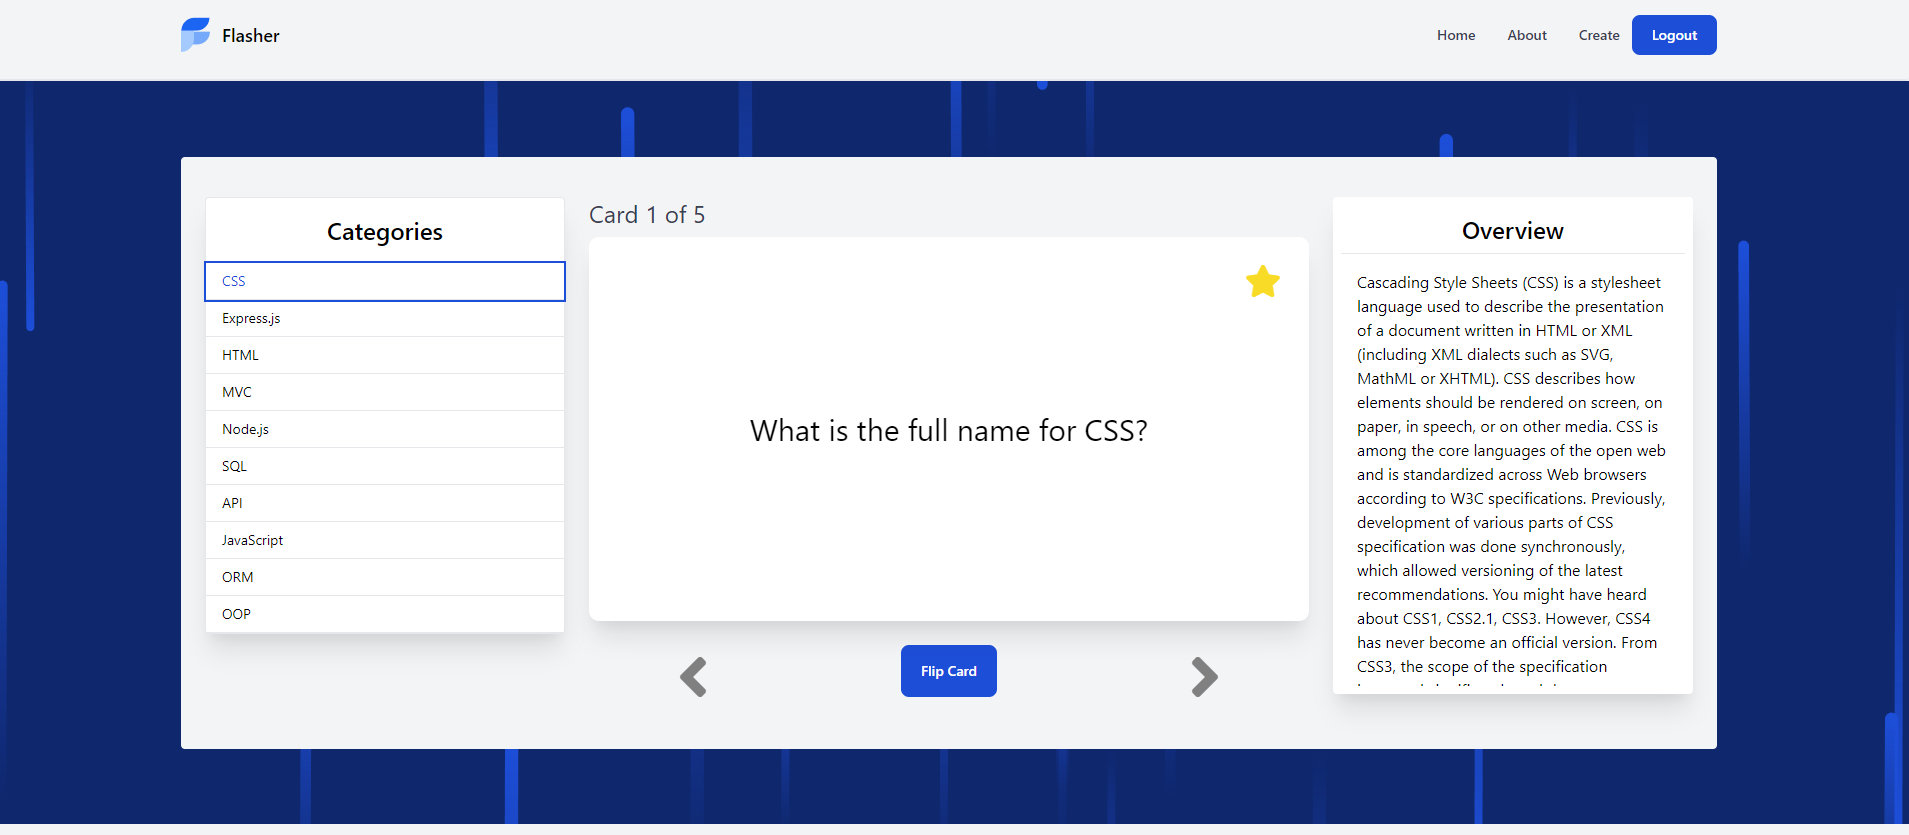 Flasher
Home
About
Create
Logout
Categories
CSS
Express.js
HTML
MVC
Node.js
SQL
API
JavaScript
ORM
OOP
Card 1 of 5
What is the full name for CSS?
Flip Card
Overview
Cascading Style Sheets (CSS) is a stylesheet
language used to describe the presentation
of a document written in HTML or XML
(including XML dialects such as SVG,
MathML or XHTML). CSS describes how
elements should be rendered on screen, on
paper, in speech, or on other media. CSS is
among the core languages of the open web
and is standardized across Web browsers
according to W3C specifications. Previously,
development of various parts of CSS
specification was done synchronously,
which allowed versioning of the latest
recommendations. You might have heard
about CSS1, CSS2.1, CSS3. However, CSS4
has never become an official version. From
CSS3, the scope of the specification